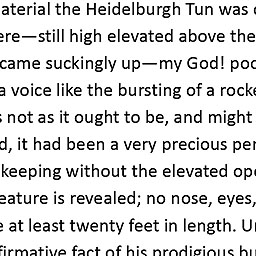 aterial the Heidelburgh Tun was
ere—still high elevated above the
came suckingly up—my God! poo
a voice like the bursting of a rocke
s not as it ought to be, and might
d, it had been a very precious per
keeping without the elevated ope
eature is revealed; no nose, eyes,
e at least twenty feet in length. Un
firmative fact of his prodigious bu